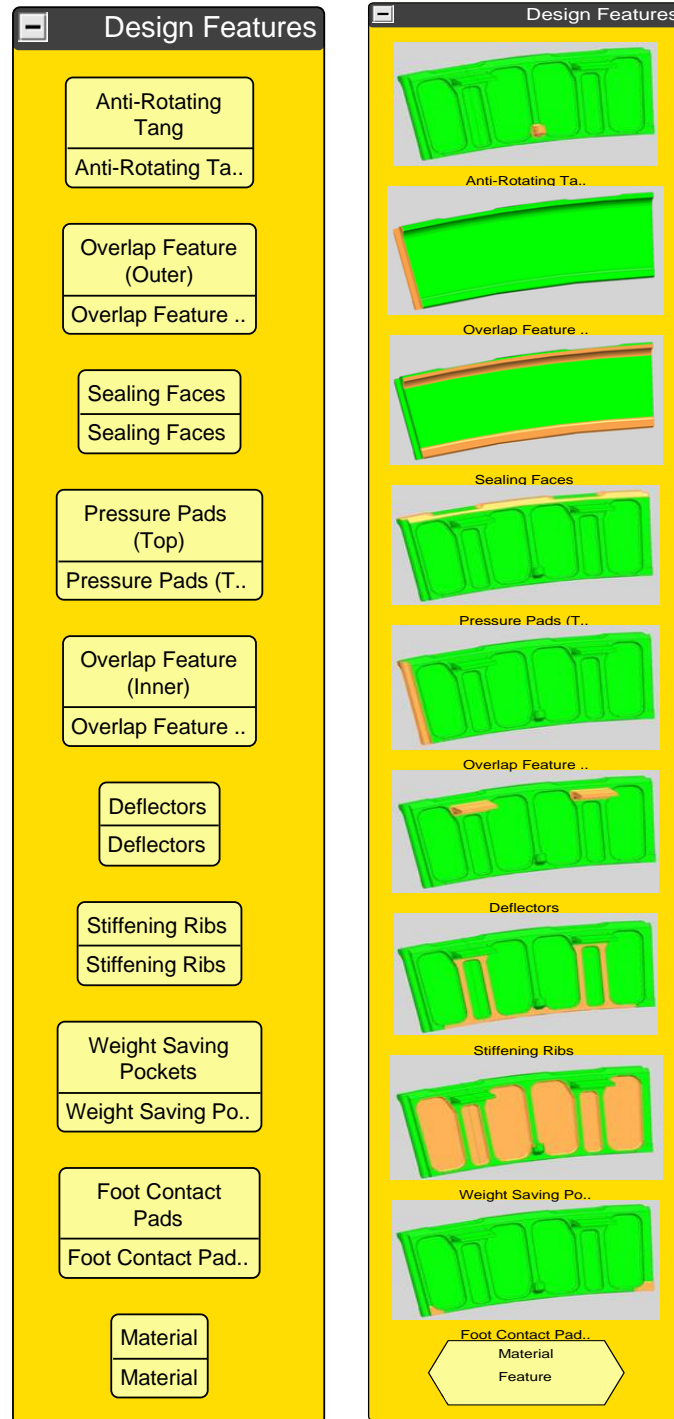 Design Features
Anti-Rotating
Tang
Anti-Rotating Ta..
Overlap Feature
(Outer)
Overlap Feature ..
Sealing Faces
Sealing Faces
Pressure Pads
(Top)
Pressure Pads (T..
Overlap Feature
(Inner)
Overlap Feature ..
Deflectors
Deflectors
Stiffening Ribs
Stiffening Ribs
Weight Saving
Pockets
Weight Saving Po..
Foot Contact
Pads
Foot Contact Pad..
Material
Material
Design Features
Anti-Rotating Ta..
Overlap Feature ..
Sealing Faces
Pressure Pads (T..
Overlap Feature ..
Deflectors
Stiffening Ribs
Weight Saving Po..
Foot Contact Pad..
Material
Feature